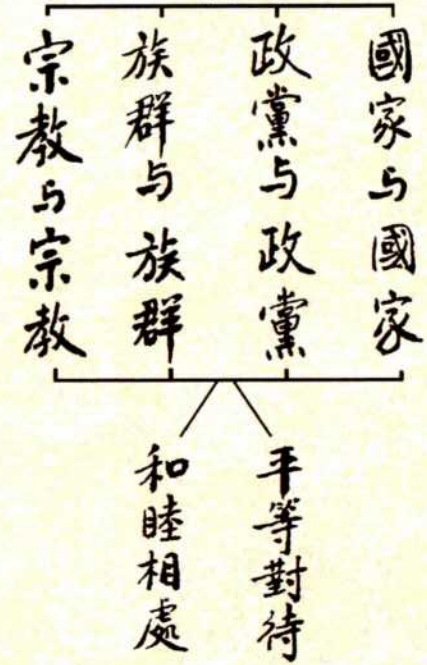 國家与國家
政黨与政黨
族群与族群
宗教与宗教
平等對待
和睦相處